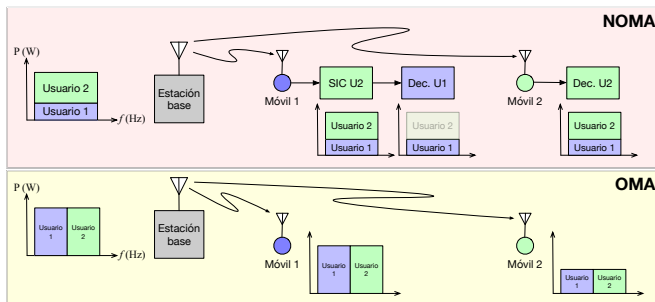 NOMA
P (W)
Usuario 2
Usuario 1
f (Hz)
Estación
base
Móvil 1
SIC U2
Dec. U1
Móvil 2
Dec. U2
Usuario 2
Usuario 1
Usuario 2
Usuario 1
Usuario 2
Usuario 1
OMA
P (W)
Usuario
1
Usuario
2
f (Hz)
Estación
base
Móvil 1
Usuario
1
Usuario
2
Móvil 2
Usuario
1
Usuario
2